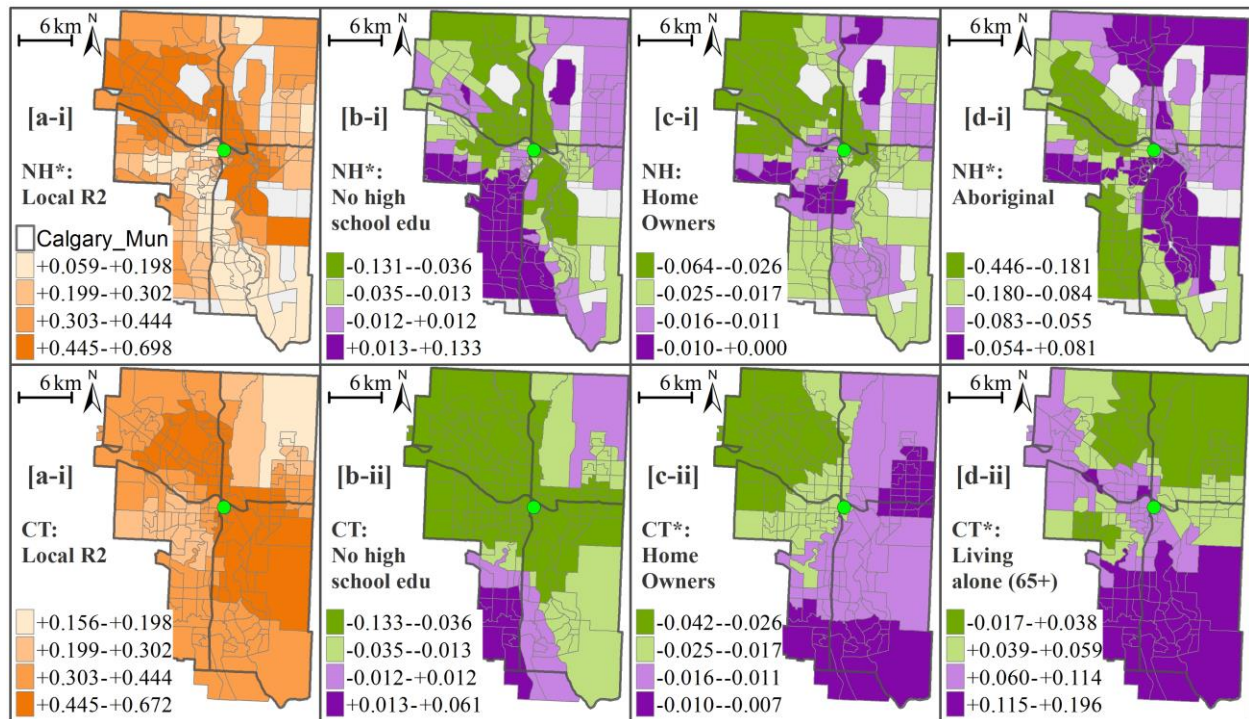 6 km N
[a-i]
NH*:
Local R2
Calgary_Mun
+0.059-+0.198
+0.199-+0.302
+0.303-+0.444
+0.445-+0.698
6 km N
[b-i]
NH*:
No high
school edu
-0.131--0.036
-0.035--0.013
-0.012-+0.012
+0.013-+0.133
6 km N
[c-i]
NH:
Home
Owners
-0.064--0.026
-0.025--0.017
-0.016--0.011
-0.010-+0.000
6 km N
[d-i]
NH*:
Aboriginal
-0.446--0.181
-0.180--0.084
-0.083--0.055
-0.054-+0.081
6 km N
[a-i]
CT:
Local R2
+0.156-+0.198
+0.199-+0.302
+0.303-+0.444
+0.445-+0.672
6 km N
[b-ii]
CT:
No high
school edu
-0.133--0.036
-0.035--0.013
-0.012-+0.012
+0.013-+0.061
6 km N
[c-ii]
CT*:
Home
Owners
-0.042--0.026
-0.025--0.017
-0.016--0.011
-0.010--0.007
6 km N
[d-ii]
CT*:
Living
alone (65+)
-0.017-+0.038
+0.039-+0.059
+0.060-+0.114
+0.115-+0.196